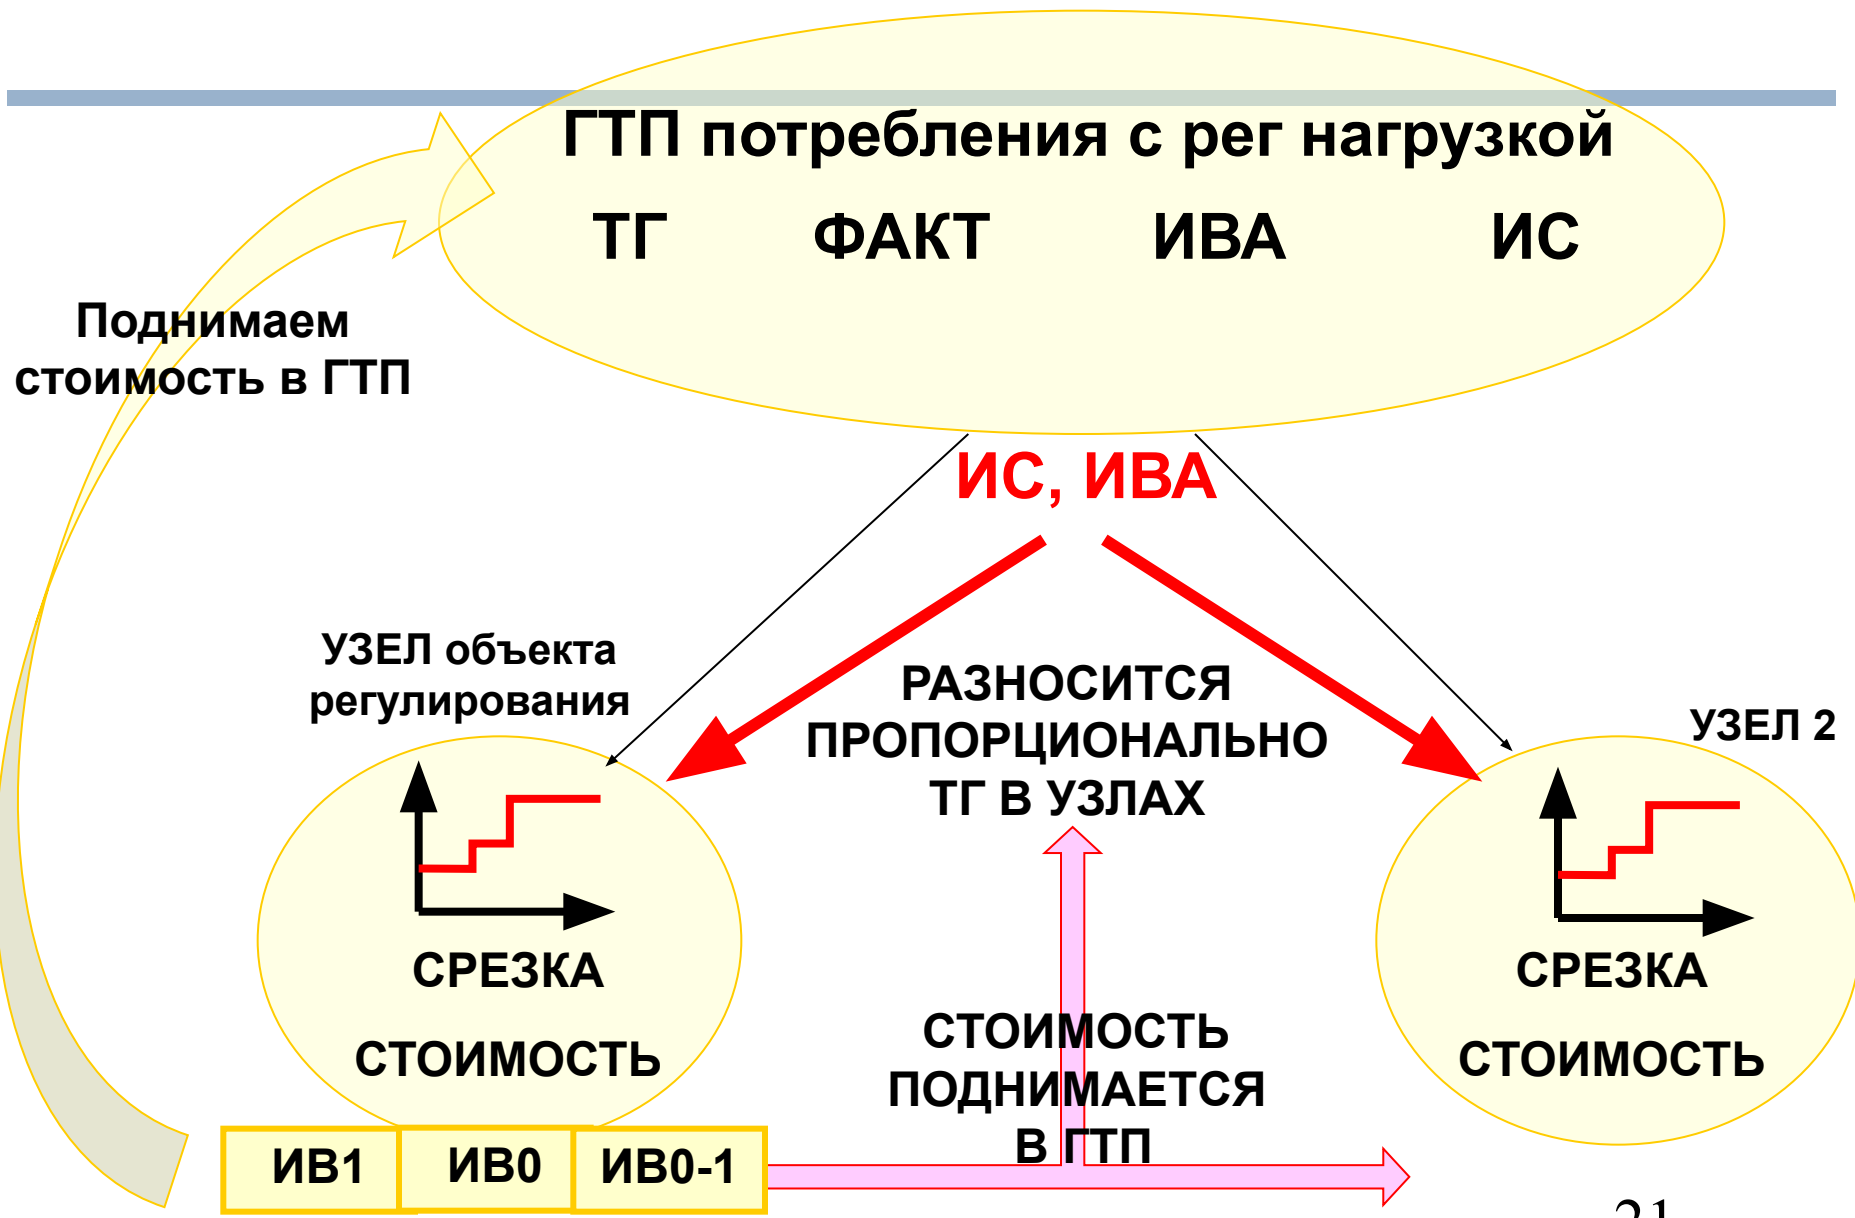 ГТП потребления с рег нагрузкой
ТГ ФАКТ ИВА ИС
Поднимаем
стоимость в ГТП
ИС, ИВА
УЗЕЛ объекта
регулирования
РАЗНОСИТСЯ
ПРОПОРЦИОНАЛЬНО
ТГ В УЗЛАХ
УЗЕЛ 2
СРЕЗКА
СТОИМОСТЬ
СРЕЗКА
СТОИМОСТЬ
СТОИМОСТЬ
ПОДНИМАЕТСЯ
В ГТП
ИВ1 ИВ0 ИВ0-1
21